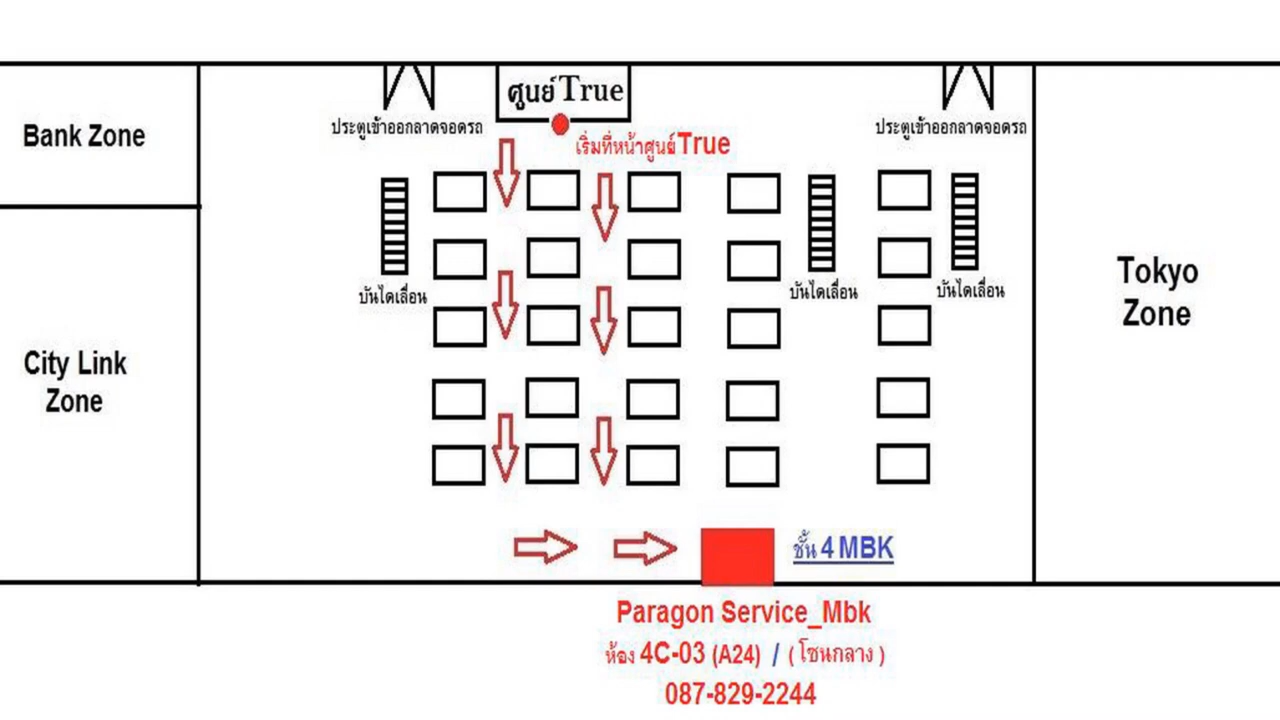 ศูนย์True
ประตูเข้าออกลาดจอดรถ
ประตูเข้าออกลาดจอดรถ
Bank Zone
เริ่มที่หน้าศูนย์True
บันไดเลื่อน
บันไดเลื่อน
บันไดเลื่อน
Tokyo
Zone
City Link
Zone
ชั้น 4 MBK
Paragon Service_Mbk
ห้อง 4C-03 (A24) / ( โซนกลาง )
087-829-2244